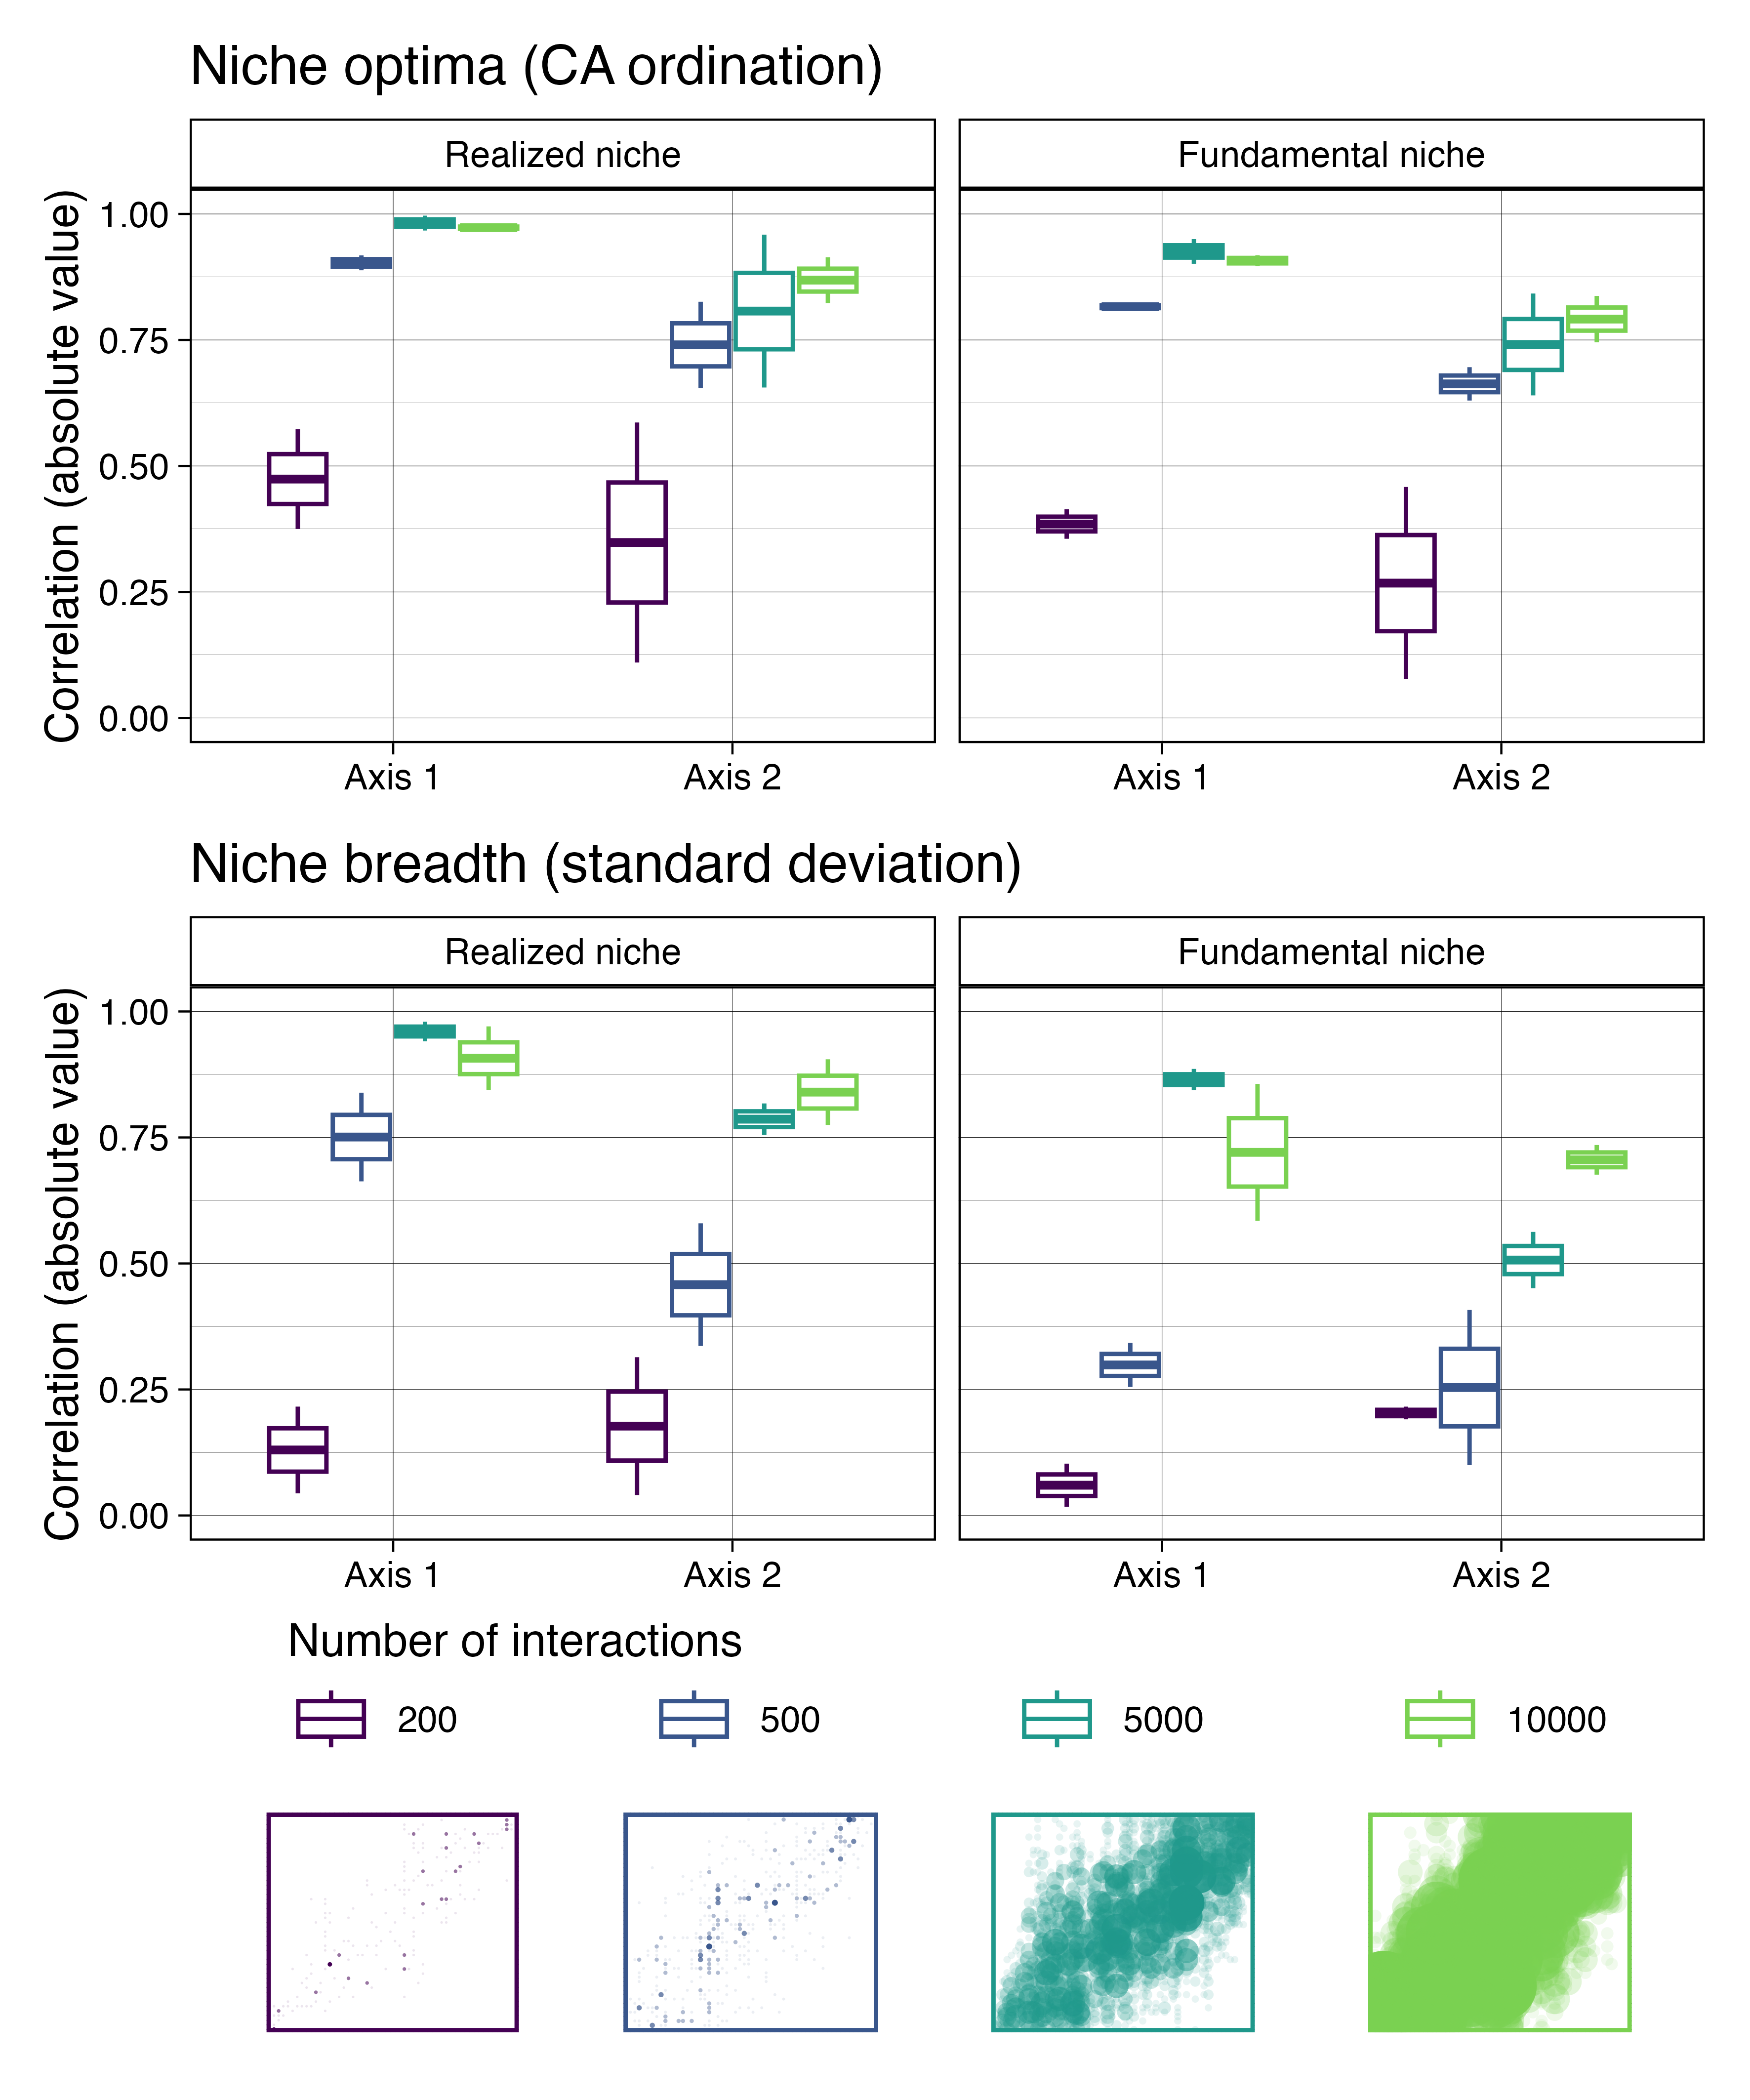 Niche optima (CA ordination)
Realized niche
Fundamental niche
Correlation (absolute value)
1.00
0.75
0.50
0.25
0.00
Axis 1
Axis 2
Axis 1
Axis 2
Niche breadth (standard deviation)
Realized niche
Fundamental niche
Correlation (absolute value)
1.00
0.75
0.50
0.25
0.00
Axis 1
Axis 2
Axis 1
Axis 2
Number of interactions
200
500
5000
10000